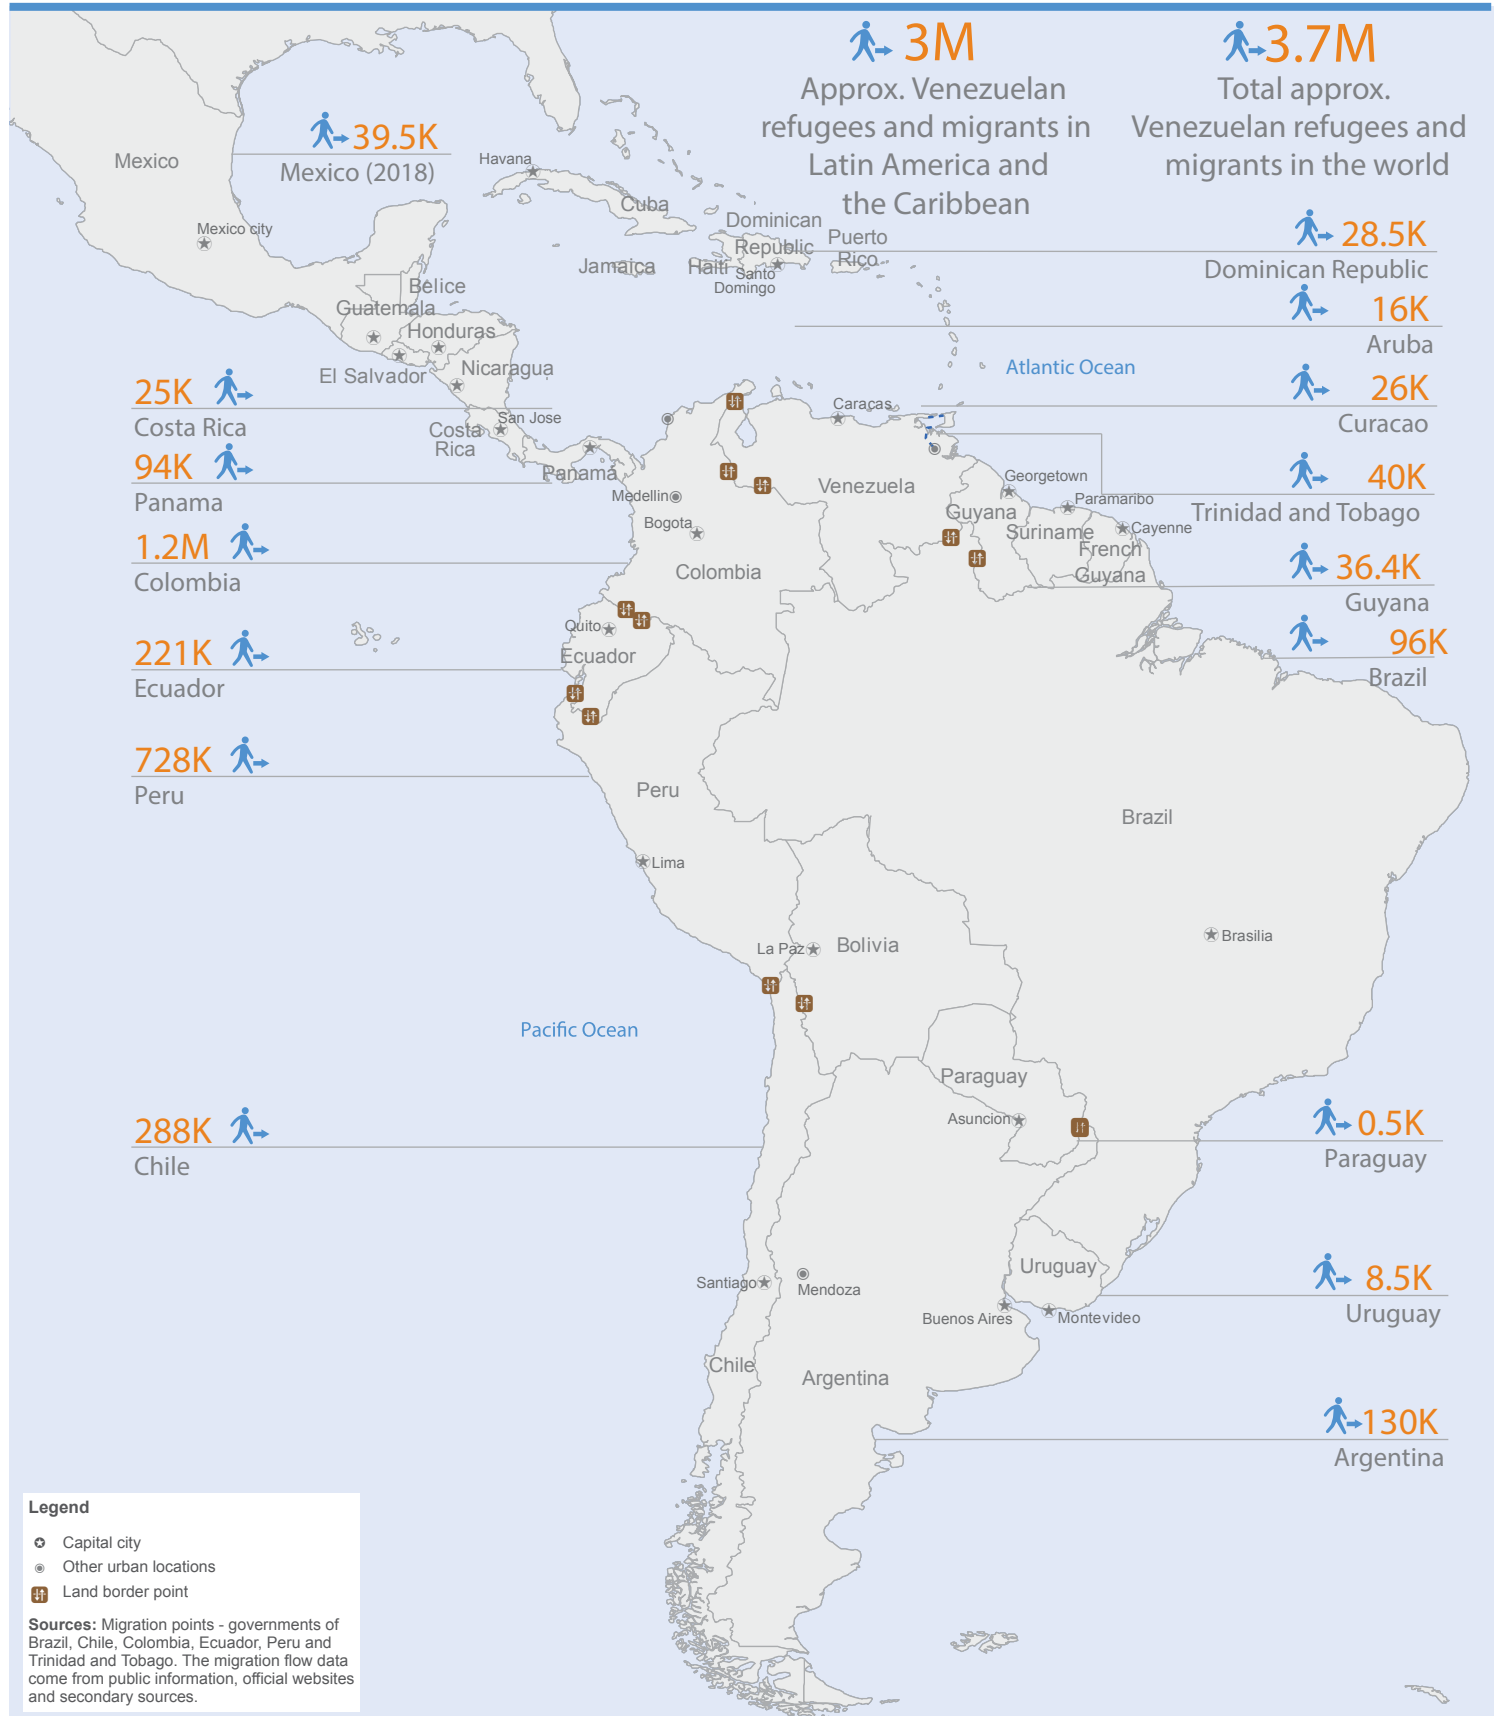 3M
Approx. Venezuelan
refugees and migrants in
Latin America and
the Caribbean
3.7M
Total approx.
Venezuelan refugees and
migrants in the world
39.5K
Mexico (2018)
28.5K
Dominican Republic
16K
Aruba
26K
Curacao
40K
Trinidad and Tobago
36.4K
Guyana
96K
Brazil
25K
Costa Rica
94K
Panama
1.2M
Colombia
221K
Ecuador
728K
Peru
288K
Chile
0.5K
Paraguay
8.5K
Uruguay
130K
Argentina
Mexico
Mexico city
Havana
Cuba
Dominican
Republic
Puerto
Rico
Jamaica
Haiti
Santo
Domingo
Belice
Guatemala
Honduras
El Salvador
Nicaragua
San Jose
Costa
Rica
Panamá
Atlantic Ocean
Caracas
Venezuela
Georgetown
Guyana
Paramaribo
Suriname
Cayenne
French
Guyana
Medellin
Bogota
Colombia
Quito
Ecuador
Peru
Lima
Brazil
Brasilia
La Paz
Bolivia
Pacific Ocean
Paraguay
Asuncion
Uruguay
Santiago
Mendoza
Buenos Aires
Montevideo
Chile
Argentina
Legend
Capital city
Other urban locations
Land border point
Sources: Migration points - governments of
Brazil, Chile, Colombia, Ecuador, Peru and
Trinidad and Tobago. The migration flow data
come from public information, official websites
and secondary sources.